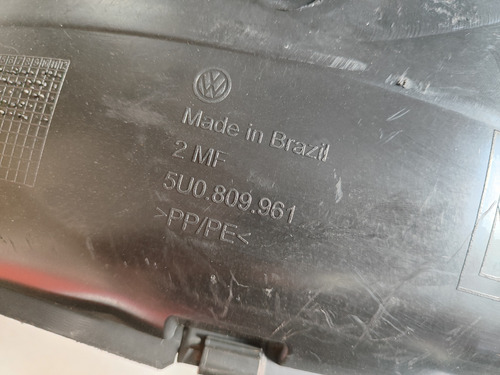 Made in Brazil
2 MF
5U0.809.961
>PP/PE<